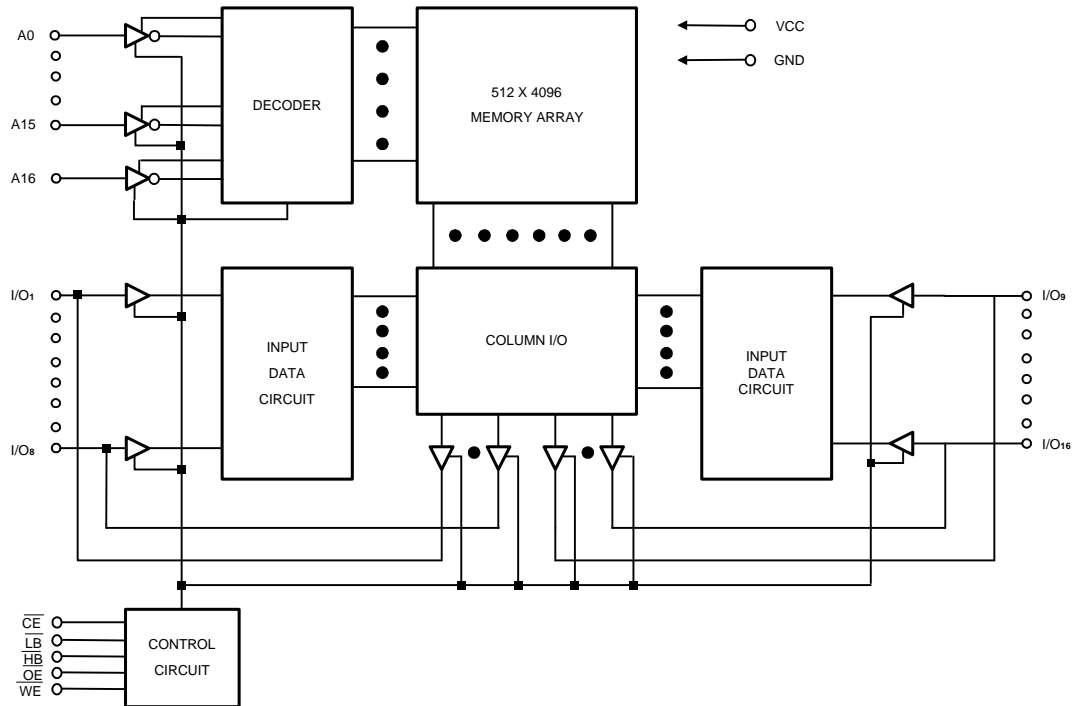 A0
A15
A16
DECODER
512 X 4096
MEMORY ARRAY
VCC
GND
I/O1
I/O8
INPUT
DATA
CIRCUIT
COLUMN I/O
INPUT
DATA
CIRCUIT
I/O9
I/O16
CE
LB
HB
OE
WE
CONTROL
CIRCUIT